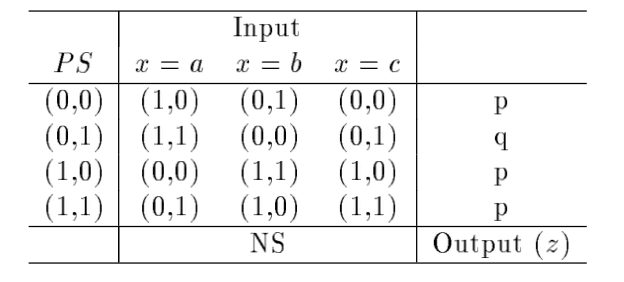 Input
PS x = a x = b x = c
(0,0) (1,0) (0,1) (0,0) p
(0,1) (1,1) (0,0) (0,1) q
(1,0) (0,0) (1,1) (1,0) p
(1,1) (0,1) (1,0) (1,1) p
NS Output (z)